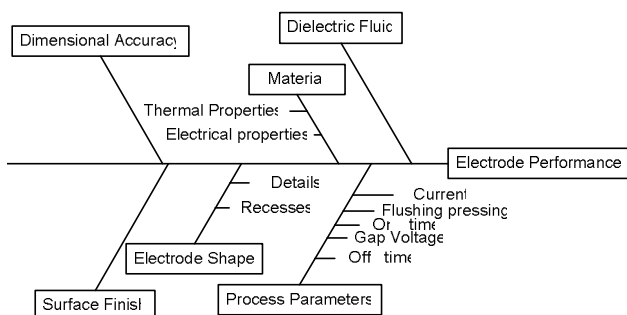 Dielectric Fluid
Dimensional Accuracy
Materia
Thermal Properties
Electrical properties
Electrode Performance
Details
Current
Recesses
Flushing pressing
On time
Gap Voltage
Electrode Shape
Off time
Surface Finish
Process Parameters